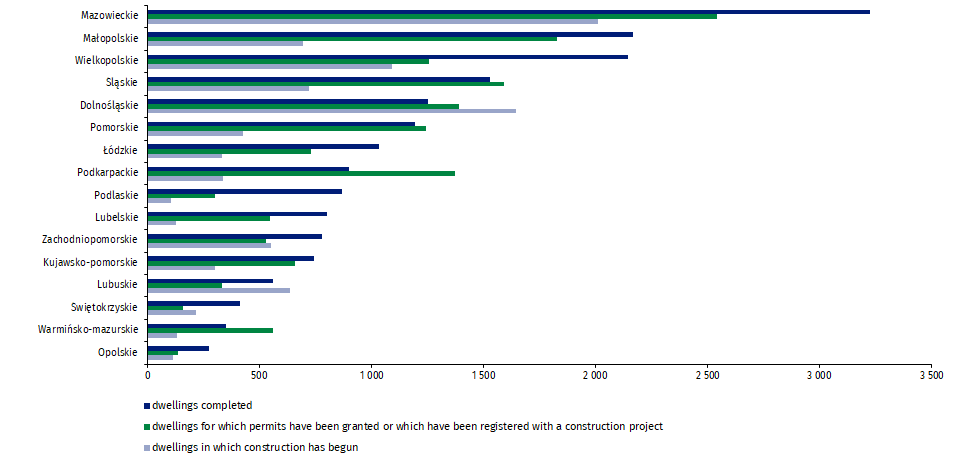 Mazowieckie
Małopolskie
Wielkopolskie
Śląskie
Dolnośląskie
Pomorskie
Łódzkie
Podkarpackie
Podlaskie
Lubelskie
Zachodniopomorskie
Kujawsko-pomorskie
Lubuskie
Świętokrzyskie
Warmińsko-mazurskie
Opolskie
0 500 1 000 1 500 2 000 2 500 3 000 3 500
dwellings completed
dwellings for which permits have been granted or which have been registered with a construction project
dwellings in which construction has begun